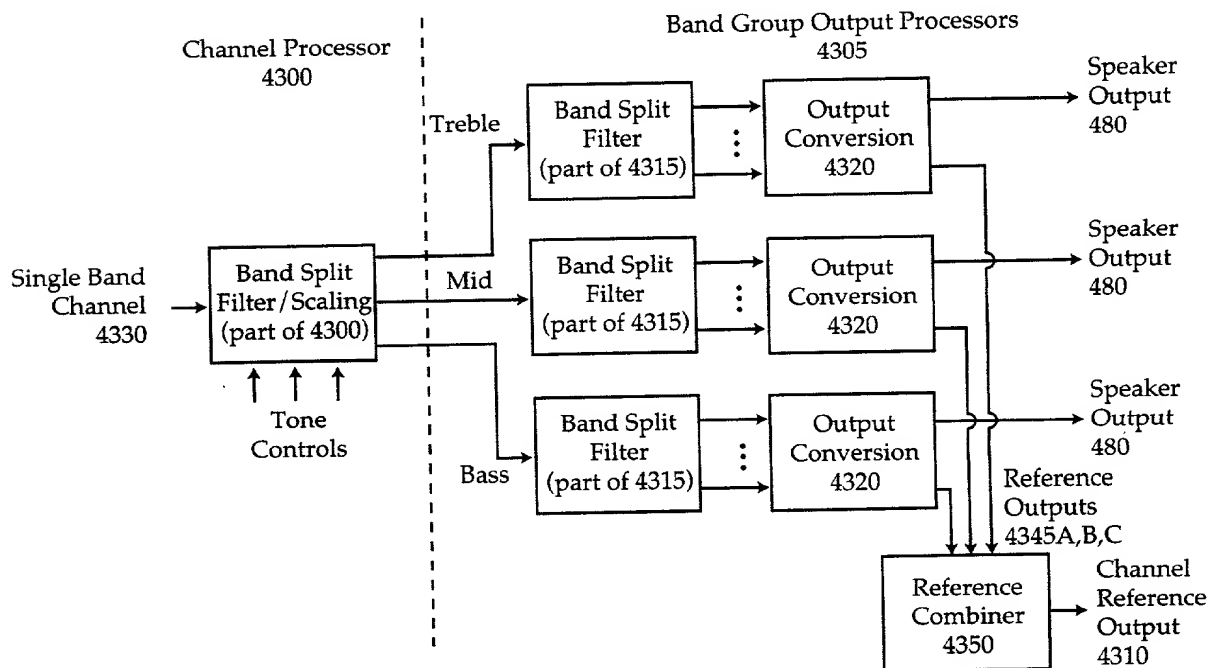 Channel Processor
4300
Band Group Output Processors
4305
Treble
Band Split
Filter
(part of 4315)
Output
Conversion
4320
Speaker
Output
480
Single Band
Channel
4330
Band Split
Filter/Scaling
(part of 4300)
Mid
Band Split
Filter
(part of 4315)
Output
Conversion
4320
Speaker
Output
480
Tone
Controls
Bass
Band Split
Filter
(part of 4315)
Output
Conversion
4320
Speaker
Output
480
Reference
Outputs
4345A,B,C
Reference
Combiner
4350
Channel
Reference
Output
4310